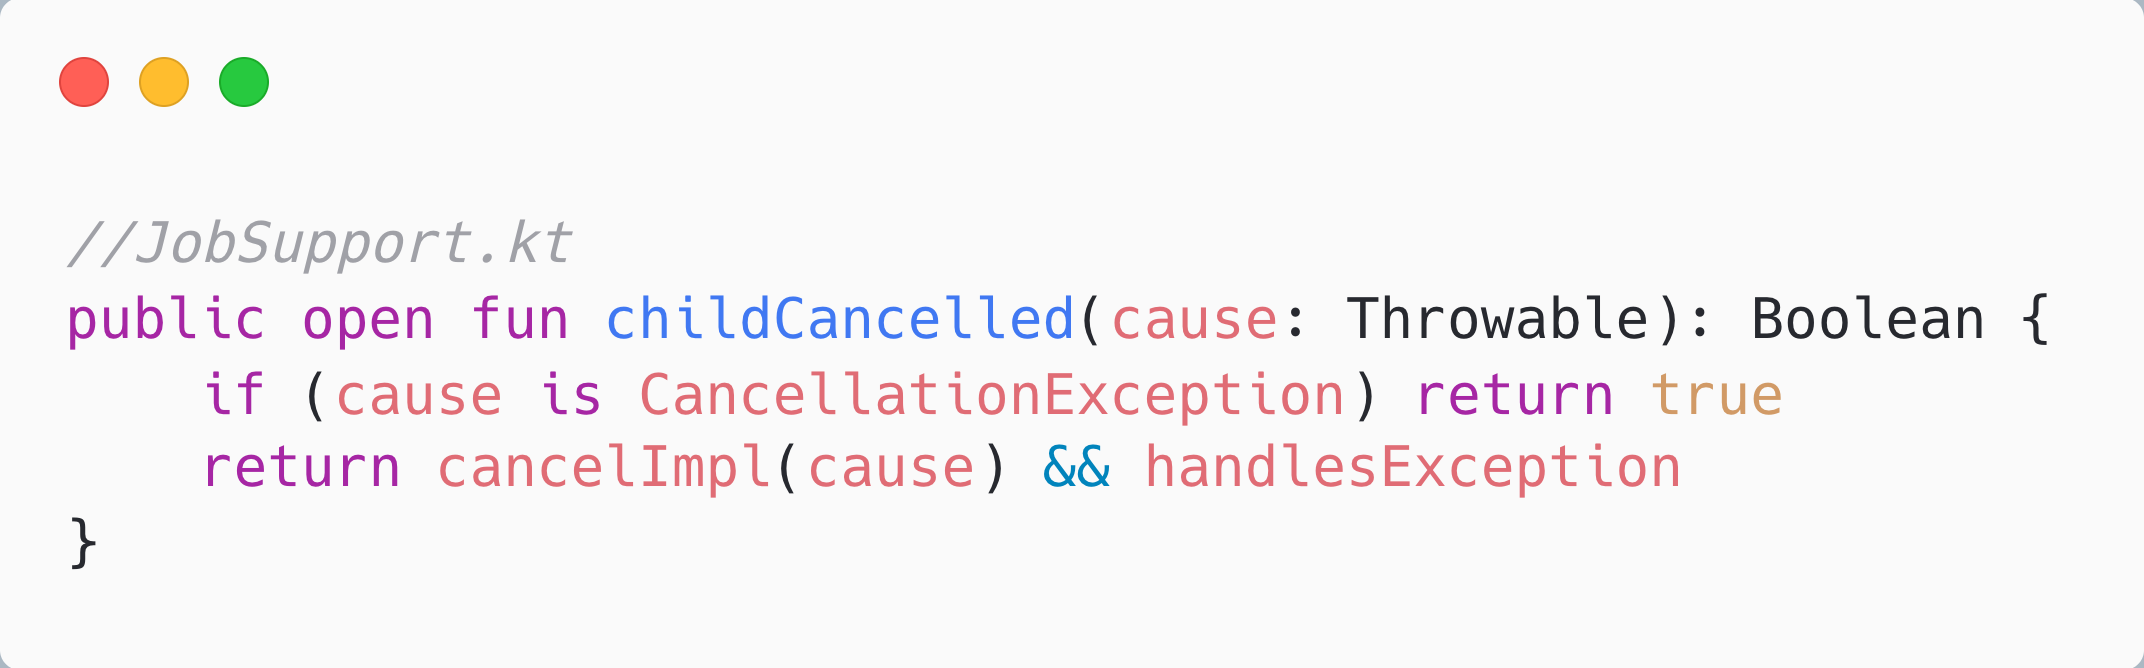 //JobSupport.kt
public open fun childCancelled(cause: Throwable): Boolean {
    if (cause is CancellationException) return true
    return cancelImpl(cause) && handlesException
}